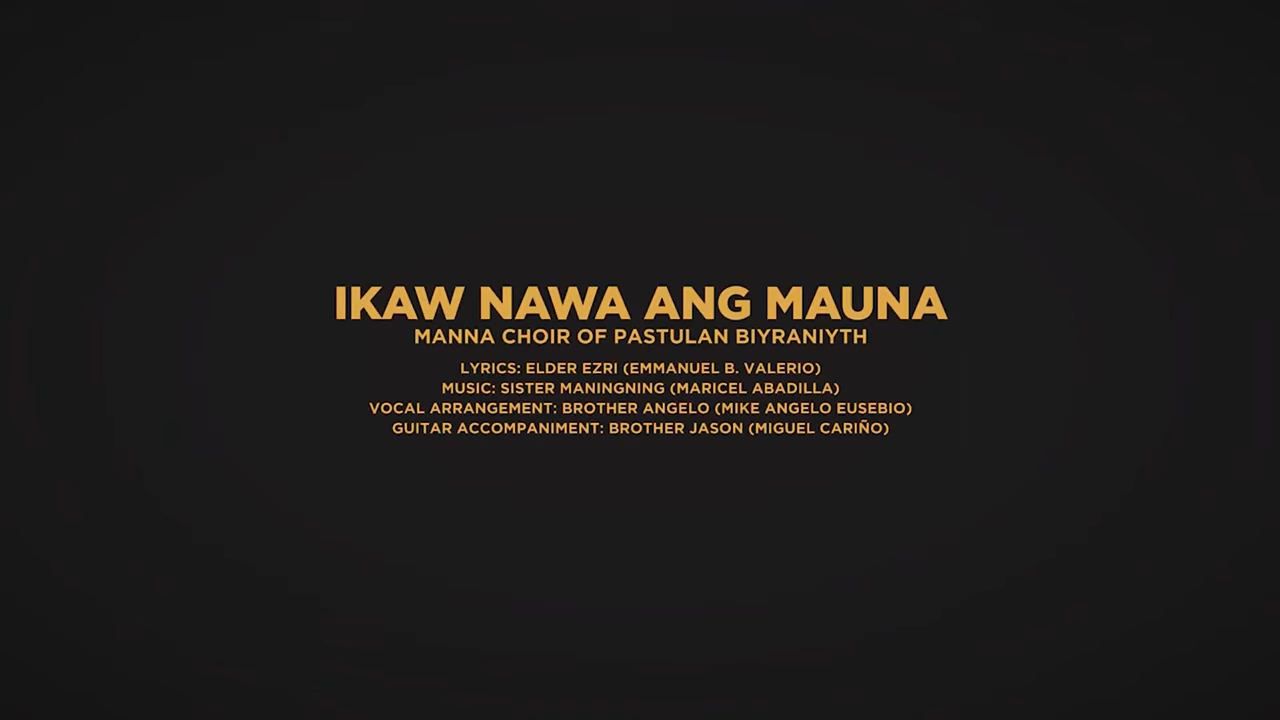 IKAW NAWA ANG MAUNA
MANNA CHOIR OF PASTULAN BIYRANIYTH
LYRICS: ELDER EZRI (EMMANUEL B. VALERIO)
MUSIC: SISTER MANINGNING (MARICEL ABADILLA)
VOCAL ARRANGEMENT: BROTHER ANGELO (MIKE ANGELO EUSEBIO)
GUITAR ACCOMPANIMENT: BROTHER JASON (MIGUEL CARIÑO)